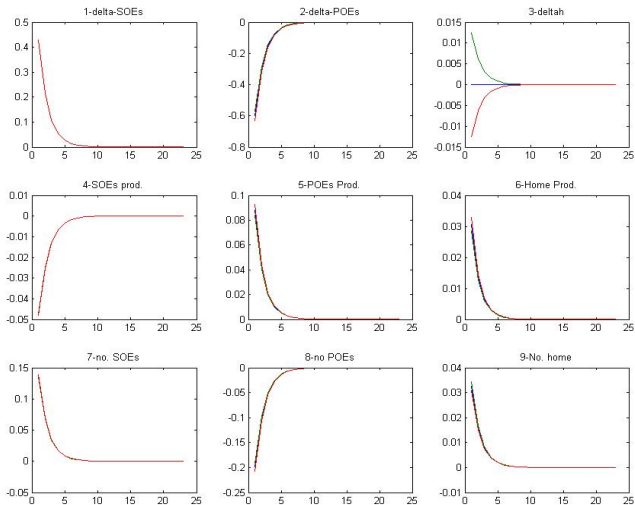 1-delta-SOEs
2-delta-POEs
3-deltah
0.5
0.4
0.3
0.2
0.1
0
0 5 10 15 20 25
0
-0.2
-0.4
-0.6
-0.8
0 5 10 15 20 25
0.015
0.01
0.005
0
-0.005
-0.01
-0.015
0 5 10 15 20 25
4-SOEs prod.
5-POEs Prod.
6-Home Prod.
0.01
0
-0.01
-0.02
-0.03
-0.04
-0.05
0 5 10 15 20 25
0.1
0.08
0.06
0.04
0.02
0
0 5 10 15 20 25
0.04
0.03
0.02
0.01
0
0 5 10 15 20 25
7-no. SOEs
8-no POEs
9-No. home
0.15
0.1
0.05
0
-0.05
0 5 10 15 20 25
0
-0.05
-0.1
-0.15
-0.2
-0.25
0 5 10 15 20 25
0.04
0.03
0.02
0.01
0
-0.01
0 5 10 15 20 25